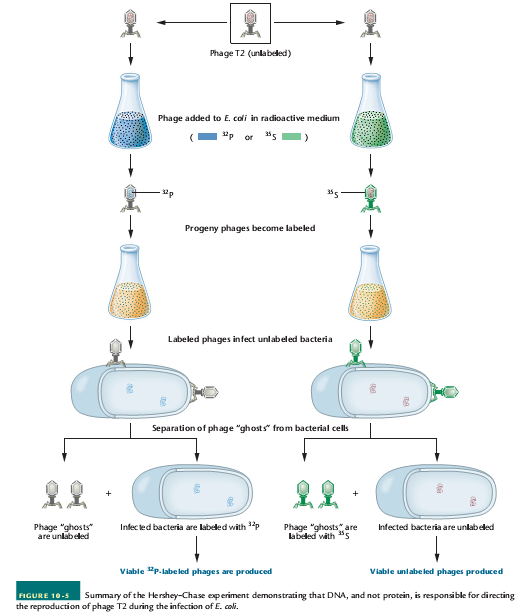 Phage T2 (unlabeled)
Phage added to E. coli in radioactive medium
( ³²P or ³⁵S )
³²P
³⁵S
Progeny phages become labeled
Labeled phages infect unlabeled bacteria
Separation of phage “ghosts” from bacterial cells
+
+
Phage “ghosts”
are unlabeled
Infected bacteria are labeled with ³²P
Phage “ghosts” are
labeled with ³⁵S
Infected bacteria are unlabeled
Viable ³²P-labeled phages are produced
Viable unlabeled phages produced
FIGURE 10–5 Summary of the Hershey–Chase experiment demonstrating that DNA, and not protein, is responsible for directing
the reproduction of phage T2 during the infection of E. coli.